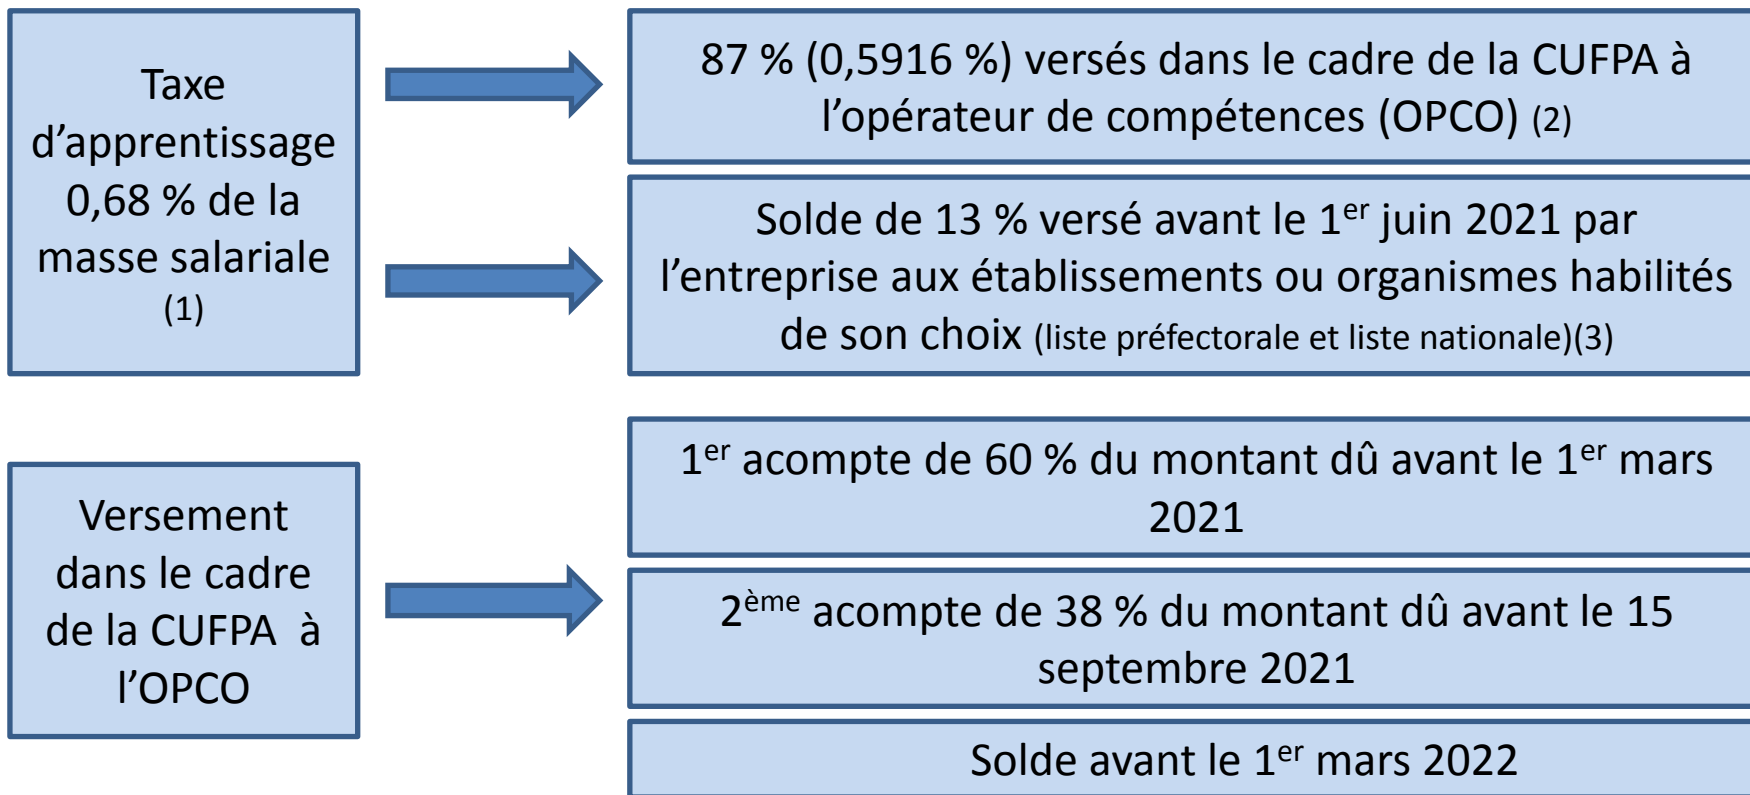 Taxe
d’apprentissage
0,68 % de la
masse salariale
(1)
87 % (0,5916 %) versés dans le cadre de la CUFPA à
l’opérateur de compétences (OPCO) (2)
Solde de 13 % versé avant le 1er juin 2021 par
l’entreprise aux établissements ou organismes habilités
de son choix (liste préfectorale et liste nationale)(3)
Versement
dans le cadre
de la CUFPA à
l’OPCO
1er acompte de 60 % du montant dû avant le 1er mars
2021
2ème acompte de 38 % du montant dû avant le 15
septembre 2021
Solde avant le 1er mars 2022